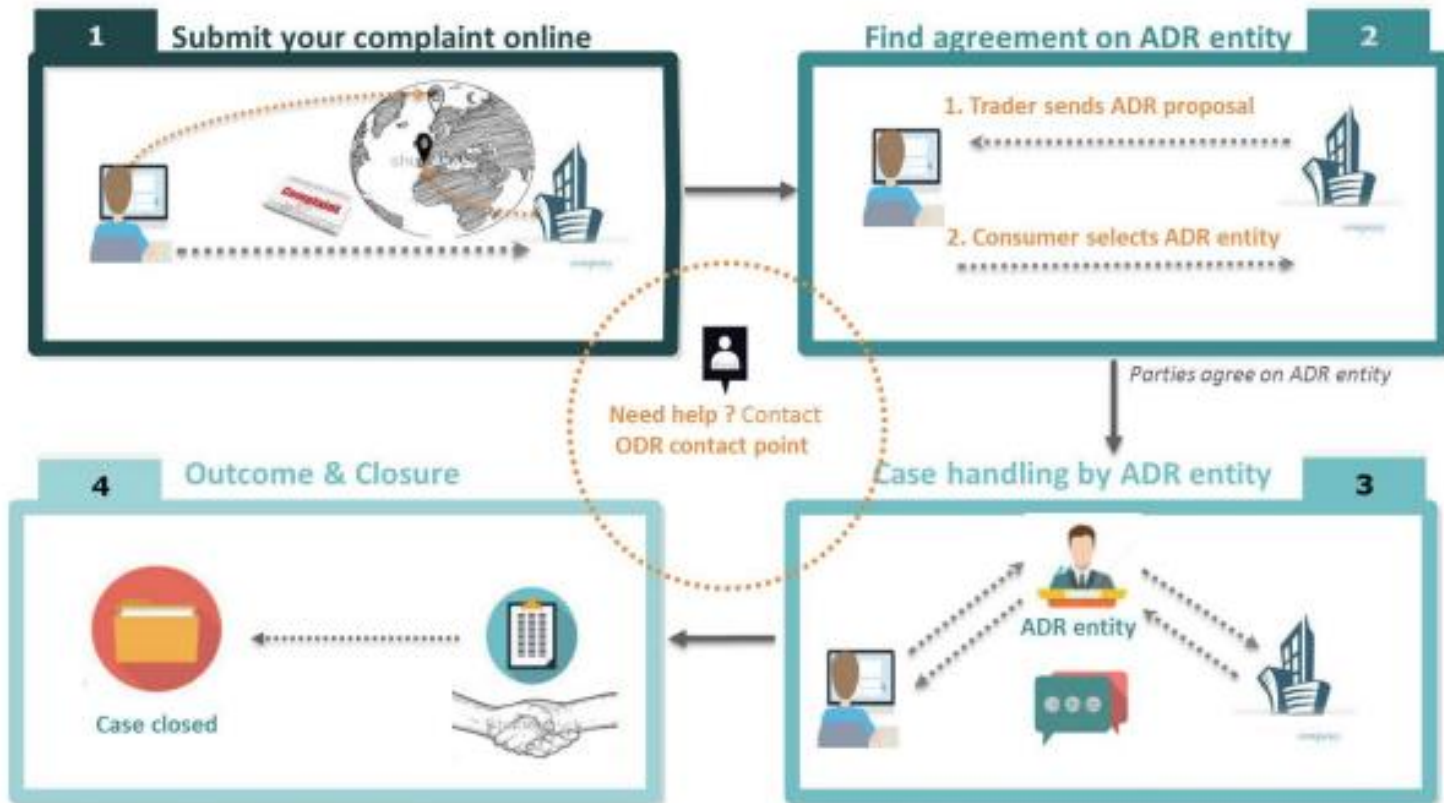 1
Submit your complaint online
Find agreement on ADR entity
2
Complaint
1. Trader sends ADR proposal
2. Consumer selects ADR entity
Parties agree on ADR entity
Need help ? Contact
ODR contact point
4
Outcome & Closure
Case handling by ADR entity
3
ADR entity
Case closed